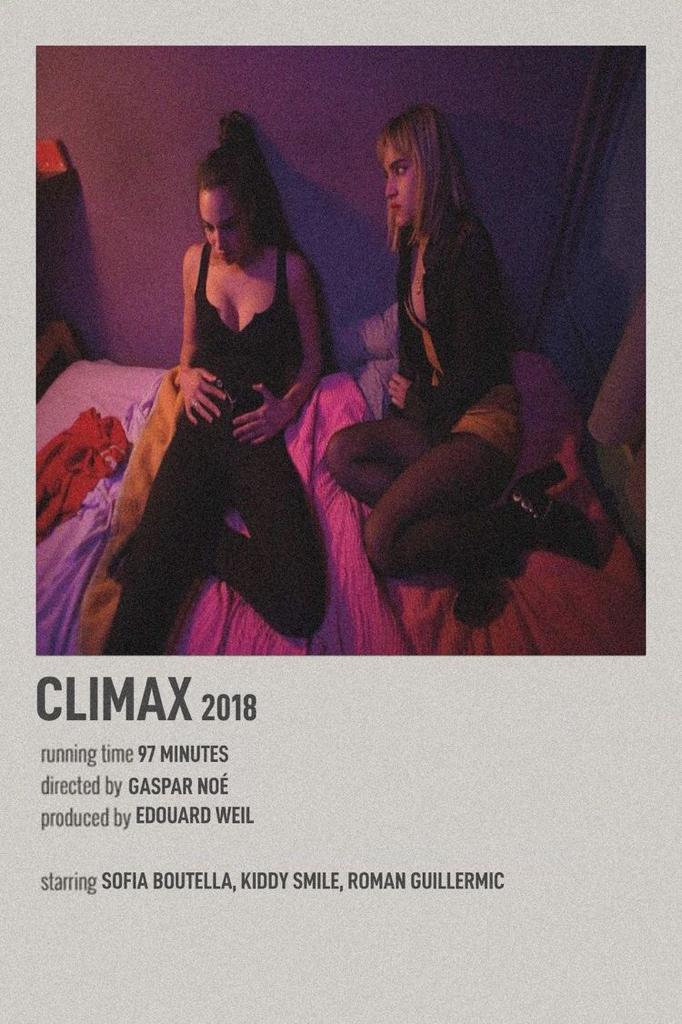 CLIMAX 2018
running time 97 MINUTES
directed by GASPAR NOÉ
produced by EDOUARD WEIL
starring SOFIA BOUTELLA, KIDDY SMILE, ROMAN GUILLERMIC